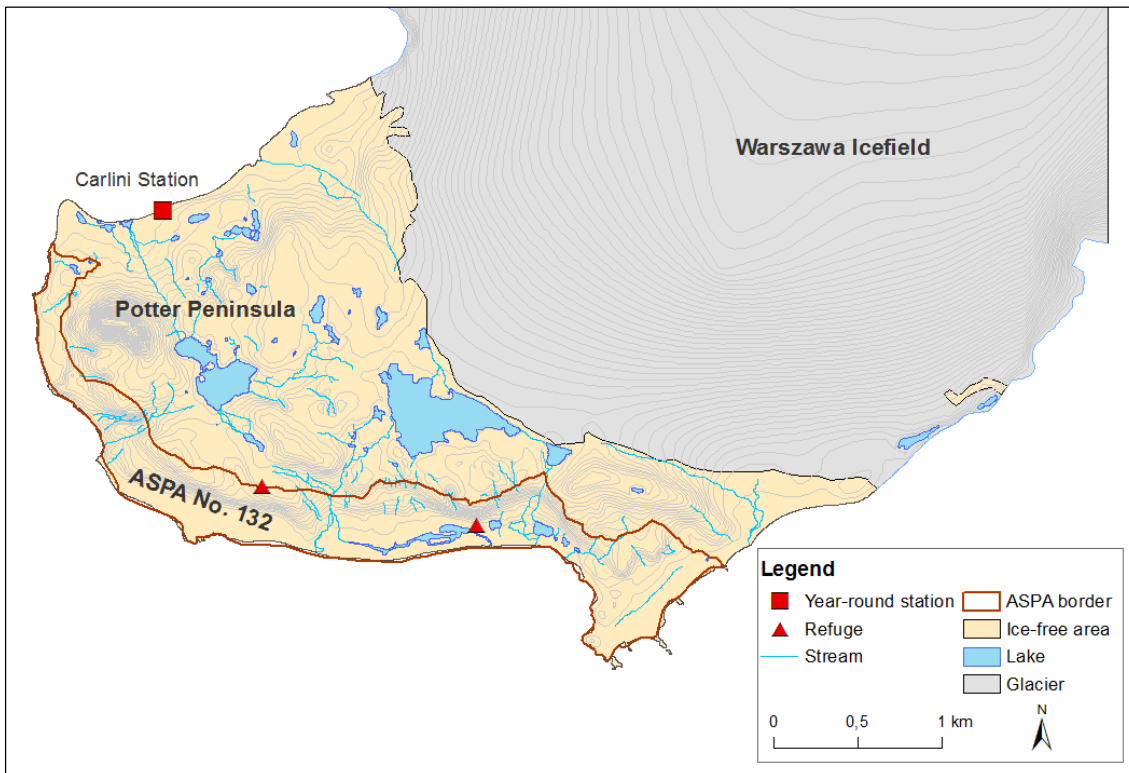 Warszawa Icefield
Carlini Station
Potter Peninsula
ASPA No. 132
Legend
Year-round station
Refuge
Stream
ASPA border
Ice-free area
Lake
Glacier
0 0,5 1 km
N